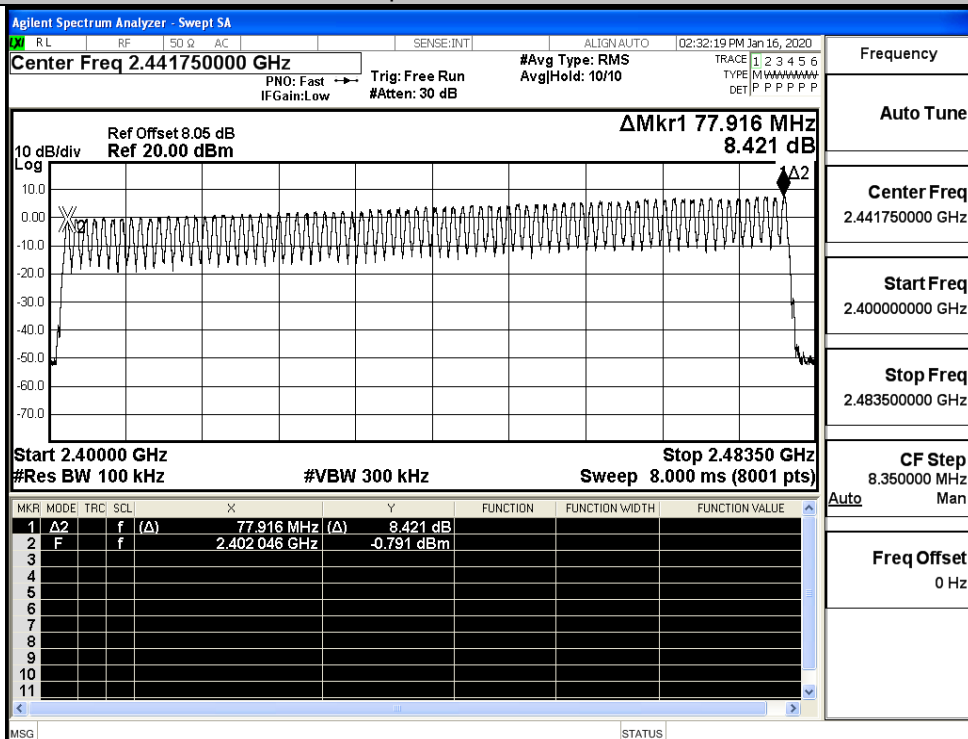 Agilent Spectrum Analyzer - Swept SA
LXI RL RF 50 Ω AC SENSE:INT ALIGN AUTO 02:32:19 PM Jan 16, 2020
Center Freq 2.441750000 GHz
PNO: Fast
IFGain:Low
Trig: Free Run
#Atten: 30 dB
#Avg Type: RMS
Avg|Hold: 10/10
TRACE 1 2 3 4 5 6
TYPE M WWWWW
DET P P P P P P
Ref Offset 8.05 dB
10 dB/div Ref 20.00 dBm
Log
ΔMkr1 77.916 MHz
8.421 dB
1Δ2
10.0
0.00
2
-10.0
-20.0
-30.0
-40.0
-50.0
-60.0
-70.0
Start 2.40000 GHz Stop 2.48350 GHz
#Res BW 100 kHz #VBW 300 kHz Sweep 8.000 ms (8001 pts)
MKR MODE TRC SCL X Y FUNCTION FUNCTION WIDTH FUNCTION VALUE
1 Δ2 f (Δ) 77.916 MHz (Δ) 8.421 dB
2 F f 2.402 046 GHz -0.791 dBm
3
4
5
6
7
8
9
10
11
MSG STATUS
Frequency
Auto Tune
Center Freq
2.441750000 GHz
Start Freq
2.400000000 GHz
Stop Freq
2.483500000 GHz
CF Step
8.350000 MHz
Auto Man
Freq Offset
0 Hz